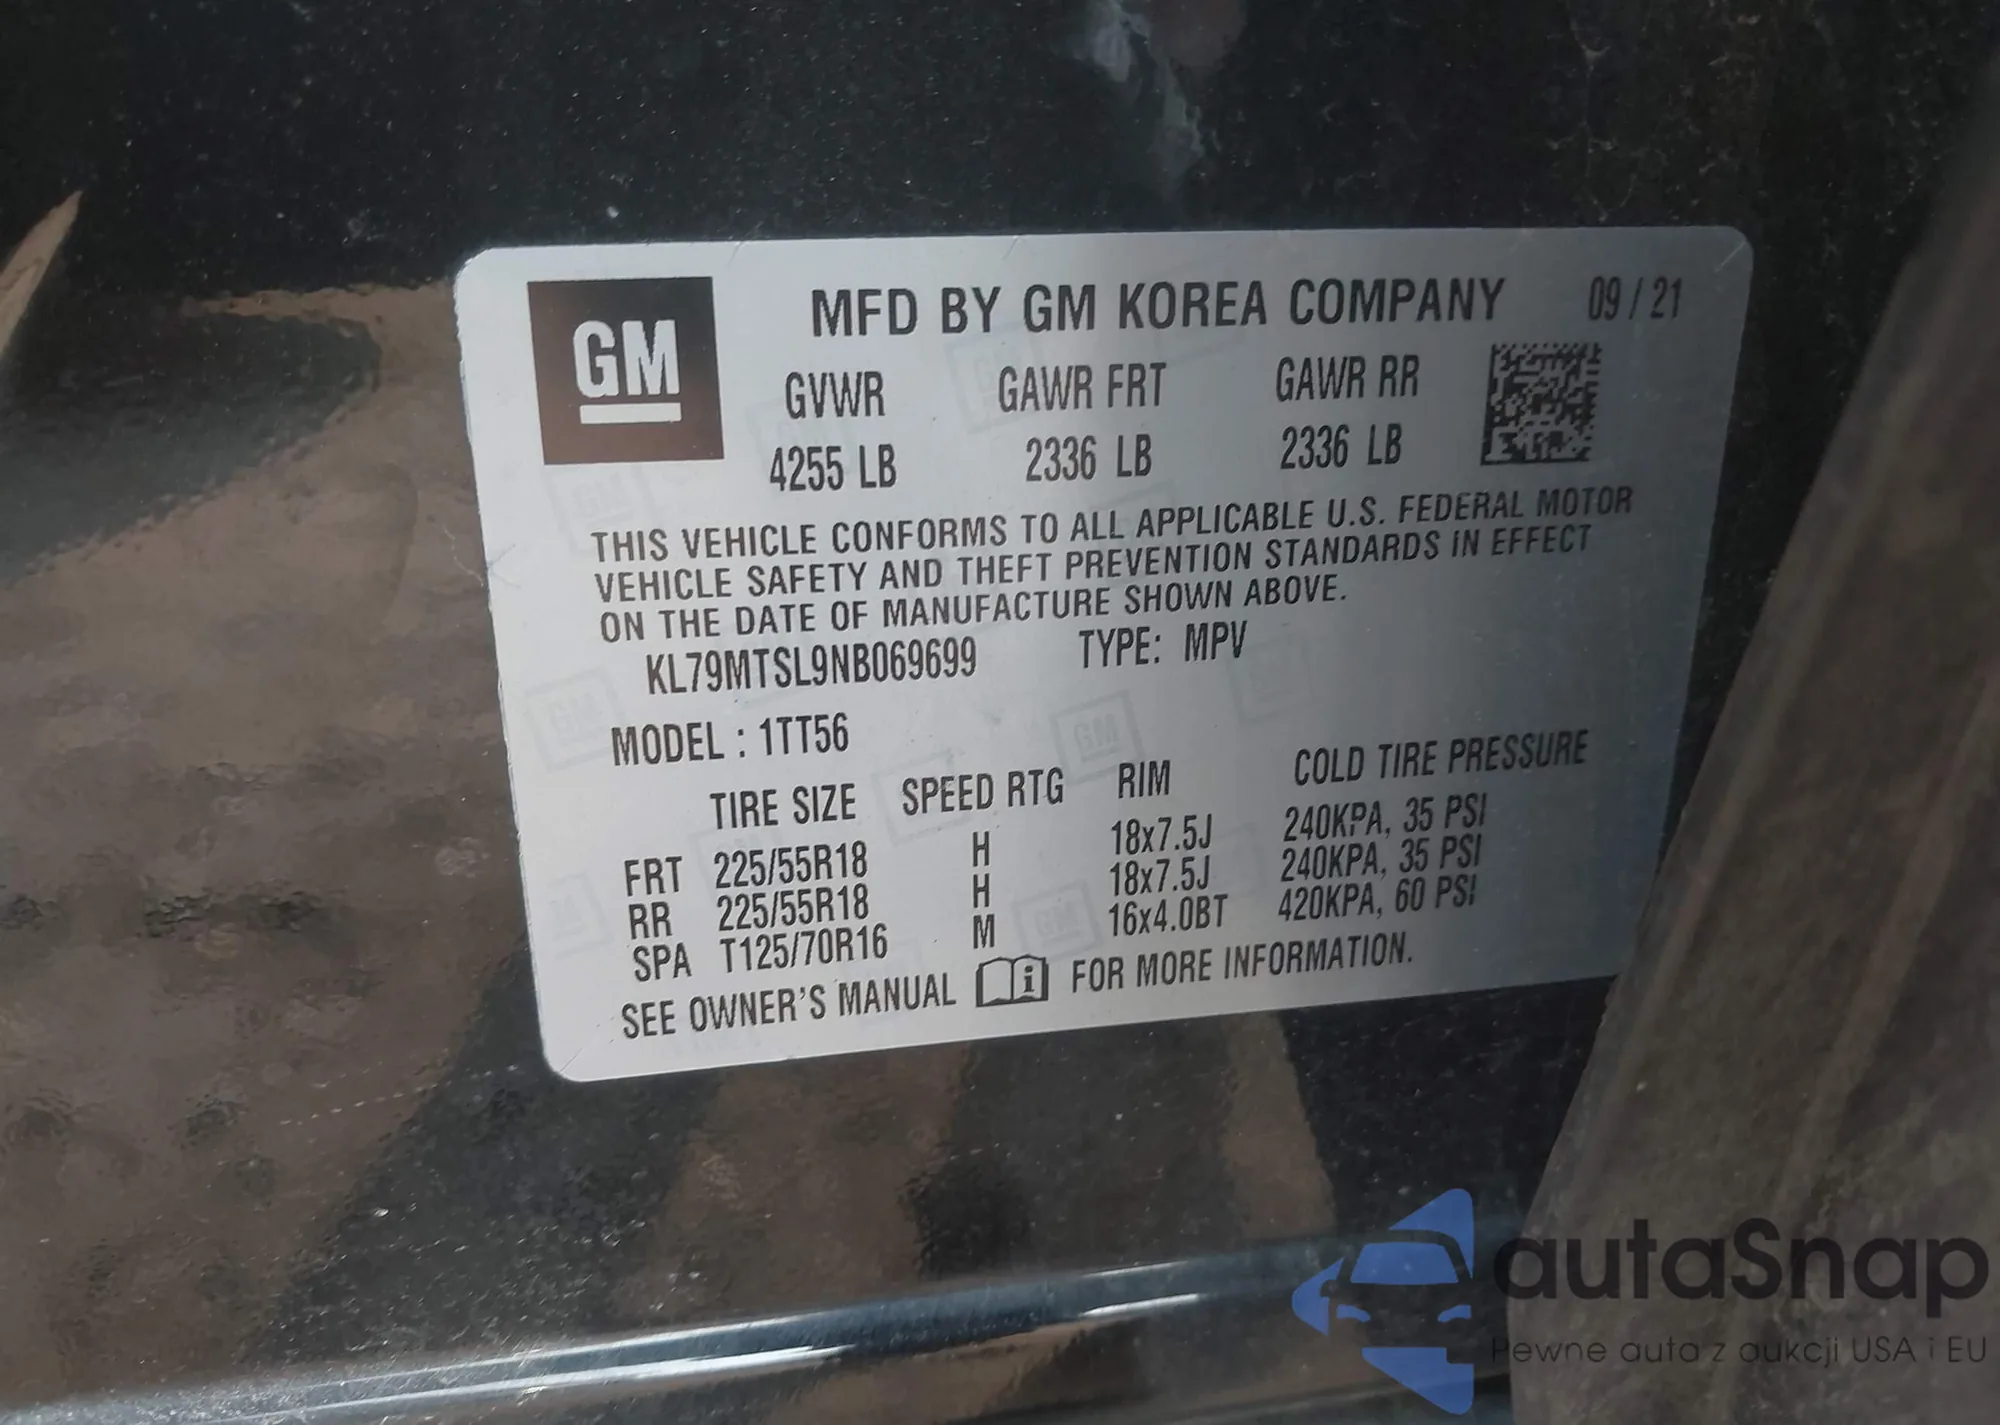 GM
MFD BY GM KOREA COMPANY 09 / 21
GVWR GAWR FRT GAWR RR
4255 LB 2336 LB 2336 LB
THIS VEHICLE CONFORMS TO ALL APPLICABLE U.S. FEDERAL MOTOR
VEHICLE SAFETY AND THEFT PREVENTION STANDARDS IN EFFECT
ON THE DATE OF MANUFACTURE SHOWN ABOVE.
KL79MTSL9NB069699 TYPE: MPV
MODEL : 1TT56
TIRE SIZE SPEED RTG RIM COLD TIRE PRESSURE
FRT 225/55R18 H 18x7.5J 240KPA, 35 PSI
RR 225/55R18 H 18x7.5J 240KPA, 35 PSI
SPA T125/70R16 M 16x4.0BT 420KPA, 60 PSI
SEE OWNER'S MANUAL i FOR MORE INFORMATION.
autaSnap
Pewne auta z aukcji USA i EU